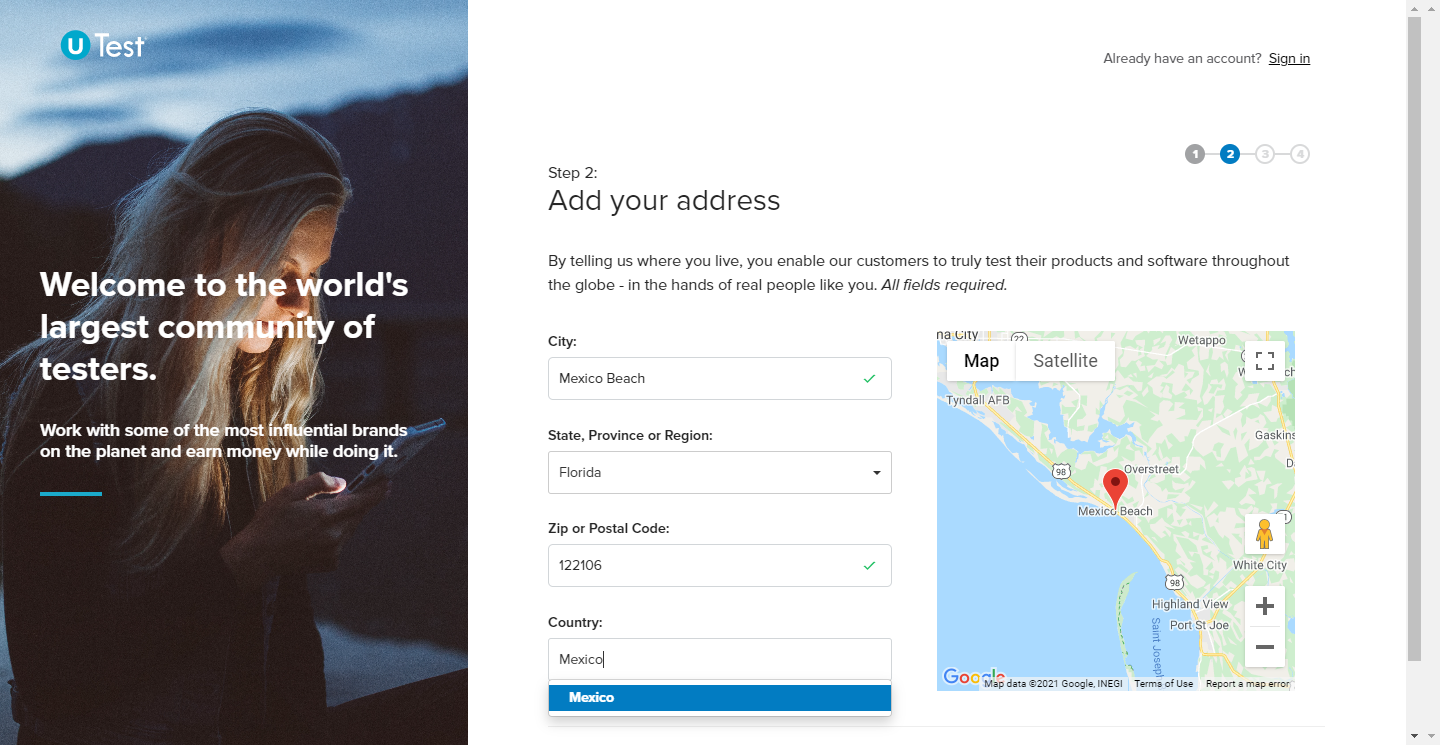 U Test
Already have an account? Sign in
1 2 3 4
Step 2:
Add your address
Welcome to the world's
largest community of
testers.
Work with some of the most influential brands
on the planet and earn money while doing it.
By telling us where you live, you enable our customers to truly test their products and software throughout
the globe - in the hands of real people like you. All fields required.
City:
Mexico Beach
State, Province or Region:
Florida
Zip or Postal Code:
122106
Country:
Mexico
Mexico
na City
22
Wetappo
Map Satellite
Tyndall AFB
Gaskins
98
Overstreet
Mexico Beach
White City
98
Highland View
Port St Joe
Saint Joseph
Google
Map data ©2021 Google, INEGI
Terms of Use
Report a map error